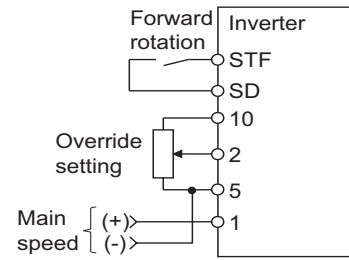 Forward
rotation
Inverter
STF
SD
10
Override
setting
2
5
Main
speed
(+)
(-)
1